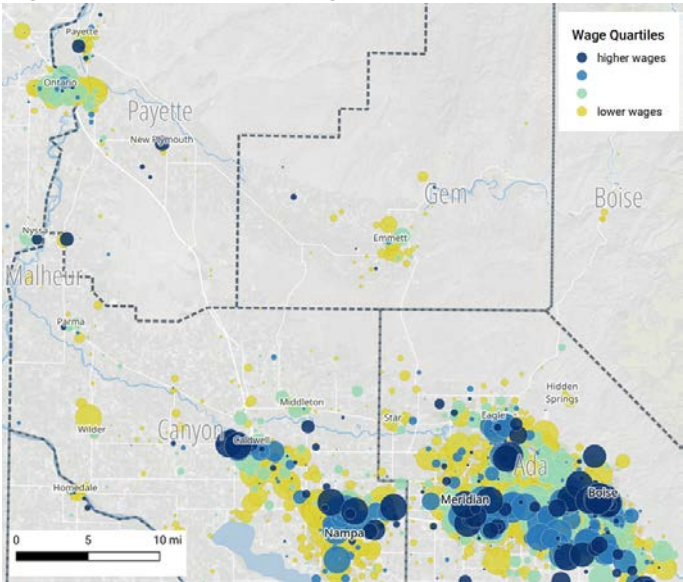 Wage Quartiles
higher wages
lower wages
Payette
Ontario
Payette
New Plymouth
Gem
Boise
Nyssa
Emmett
Malheur
Parma
Middleton
Hidden
Springs
Star
Eagle
Wilder
Canyon
Caldwell
Ada
Homedale
Meridian
Boise
Nampa
0 5 10 mi